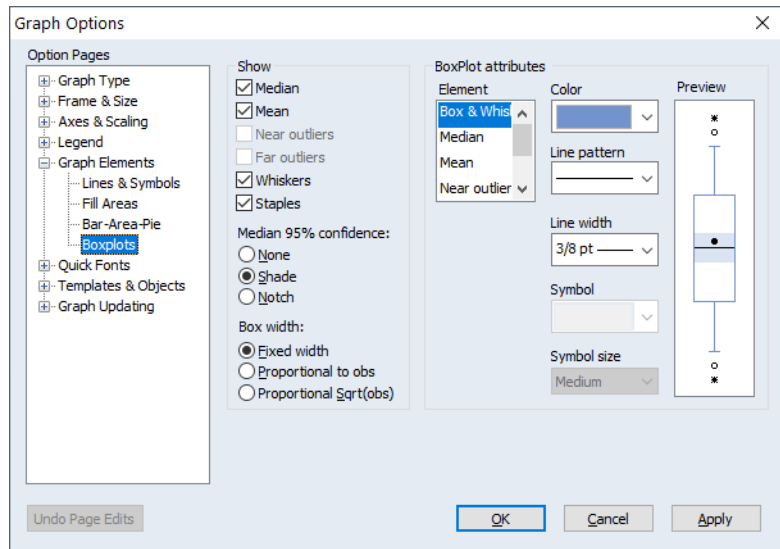 Graph Options
Option Pages
Graph Type
Frame & Size
Axes & Scaling
Legend
Graph Elements
Lines & Symbols
Fill Areas
Bar-Area-Pie
Boxplots
Quick Fonts
Templates & Objects
Graph Updating
Show
Median
Mean
Near outliers
Far outliers
Whiskers
Staples
Median 95% confidence:
None
Shade
Notch
Box width:
Fixed width
Proportional to obs
Proportional Sqrt(obs)
BoxPlot attributes
Element
Box & Whis
Median
Mean
Near outlier
Color
Line pattern
Line width
3/8 pt
Symbol
Symbol size
Medium
Preview
Undo Page Edits
OK
Cancel
Apply